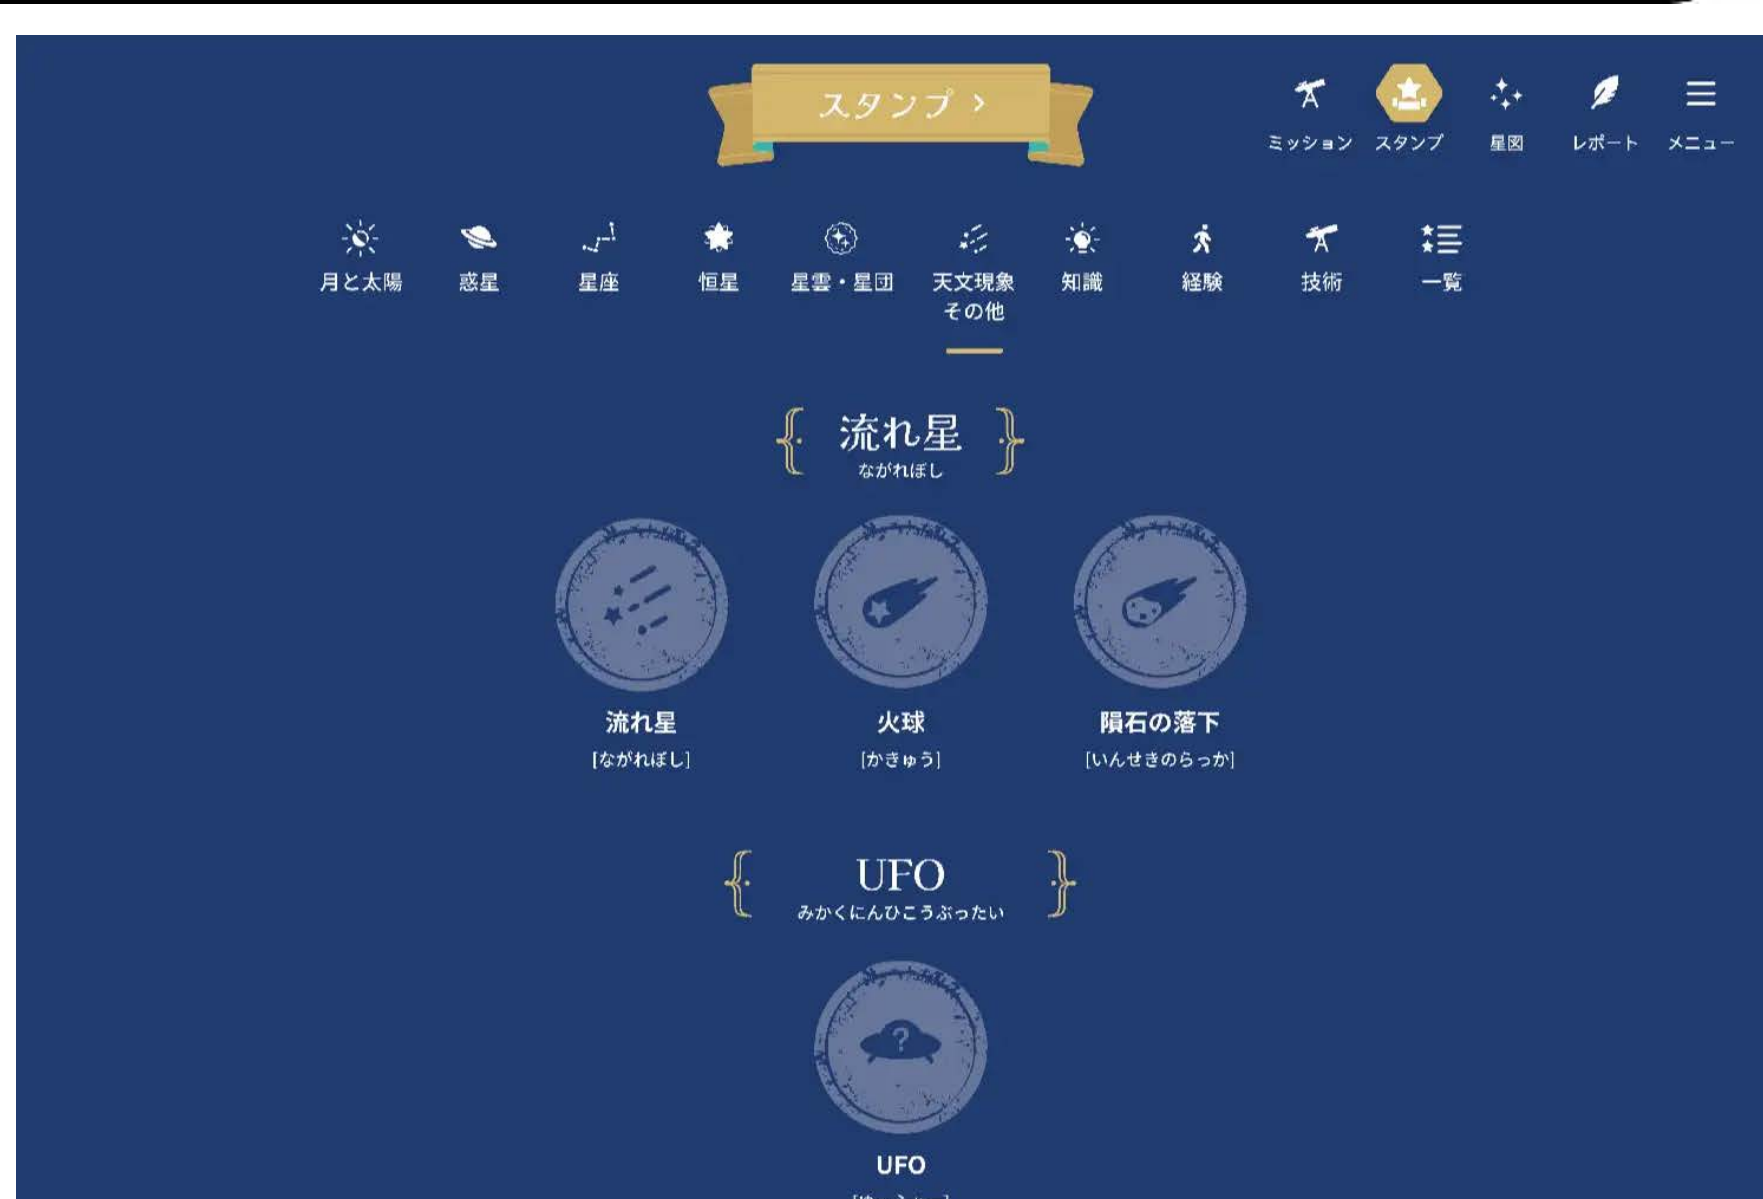 スタンプ >
ミッション
スタンプ
星図
レポート
メニュー
月と太陽
惑星
星座
恒星
星雲・星団
天文現象
その他
知識
経験
技術
一覧
流れ星
ながれぼし
流れ星
[ながれぼし]
火球
[かきゅう]
隕石の落下
[いんせきのらっか]
UFO
みかくにんひこうぶったい
?
UFO